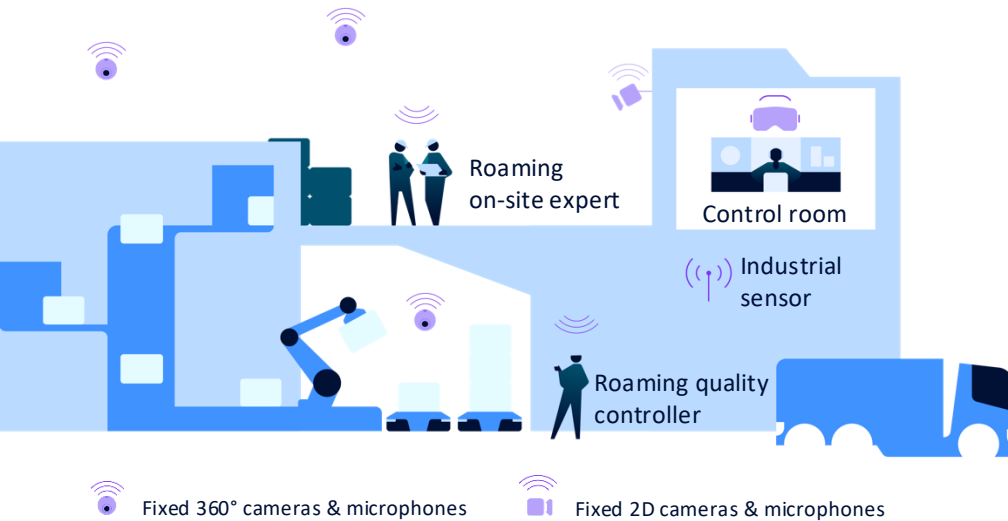 Roaming
on-site expert
Control room
Industrial
sensor
Roaming quality
controller
Fixed 360° cameras & microphones
Fixed 2D cameras & microphones